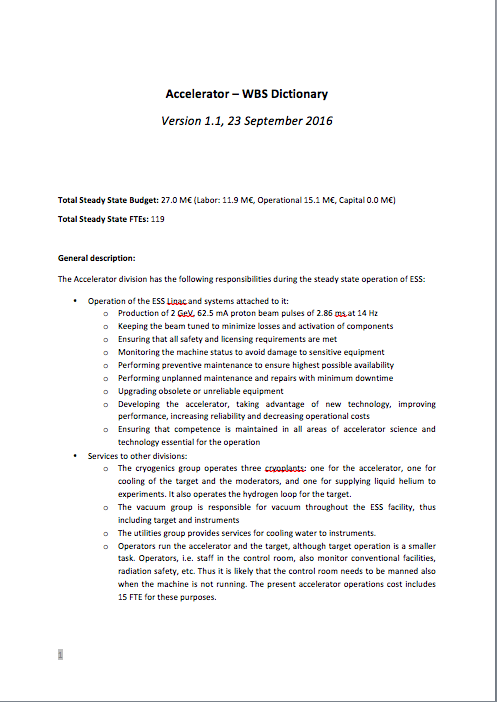 Accelerator – WBS Dictionary
Version 1.1, 23 September 2016
Total Steady State Budget: 27.0 M€ (Labor: 11.9 M€, Operational 15.1 M€, Capital 0.0 M€)
Total Steady State FTEs: 119
General description:
The Accelerator division has the following responsibilities during the steady state operation of ESS:
• Operation of the ESS Linac and systems attached to it:
o Production of 2 GeV, 62.5 mA proton beam pulses of 2.86 ms at 14 Hz
o Keeping the beam tuned to minimize losses and activation of components
o Ensuring that all safety and licensing requirements are met
o Monitoring the machine status to avoid damage to sensitive equipment
o Performing preventive maintenance to ensure highest possible availability
o Performing unplanned maintenance and repairs with minimum downtime
o Upgrading obsolete or unreliable equipment
o Developing the accelerator, taking advantage of new technology, improving
performance, increasing reliability and decreasing operational costs
o Ensuring that competence is maintained in all areas of accelerator science and
technology essential for the operation
• Services to other divisions:
o The cryogenics group operates three cryoplants: one for the accelerator, one for
cooling of the target and the moderators, and one for supplying liquid helium to
experiments. It also operates the hydrogen loop for the target.
o The vacuum group is responsible for vacuum throughout the ESS facility, thus
including target and instruments
o The utilities group provides services for cooling water to instruments.
o Operators run the accelerator and the target, although target operation is a smaller
task. Operators, i.e. staff in the control room, also monitor conventional facilities,
radiation safety, etc. Thus it is likely that the control room needs to be manned also
when the machine is not running. The present accelerator operations cost includes
15 FTE for these purposes.